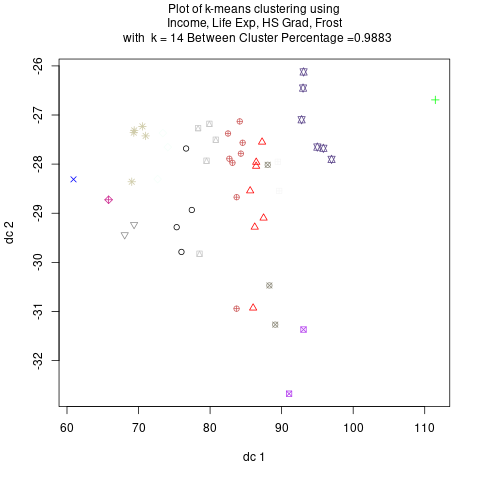 Plot of k-means clustering using
Income, Life Exp, HS Grad, Frost
with  k = 14 Between Cluster Percentage =0.9883
-26
-27
-28
-29
-30
-31
-32
dc 2
60 70 80 90 100 110
dc 1